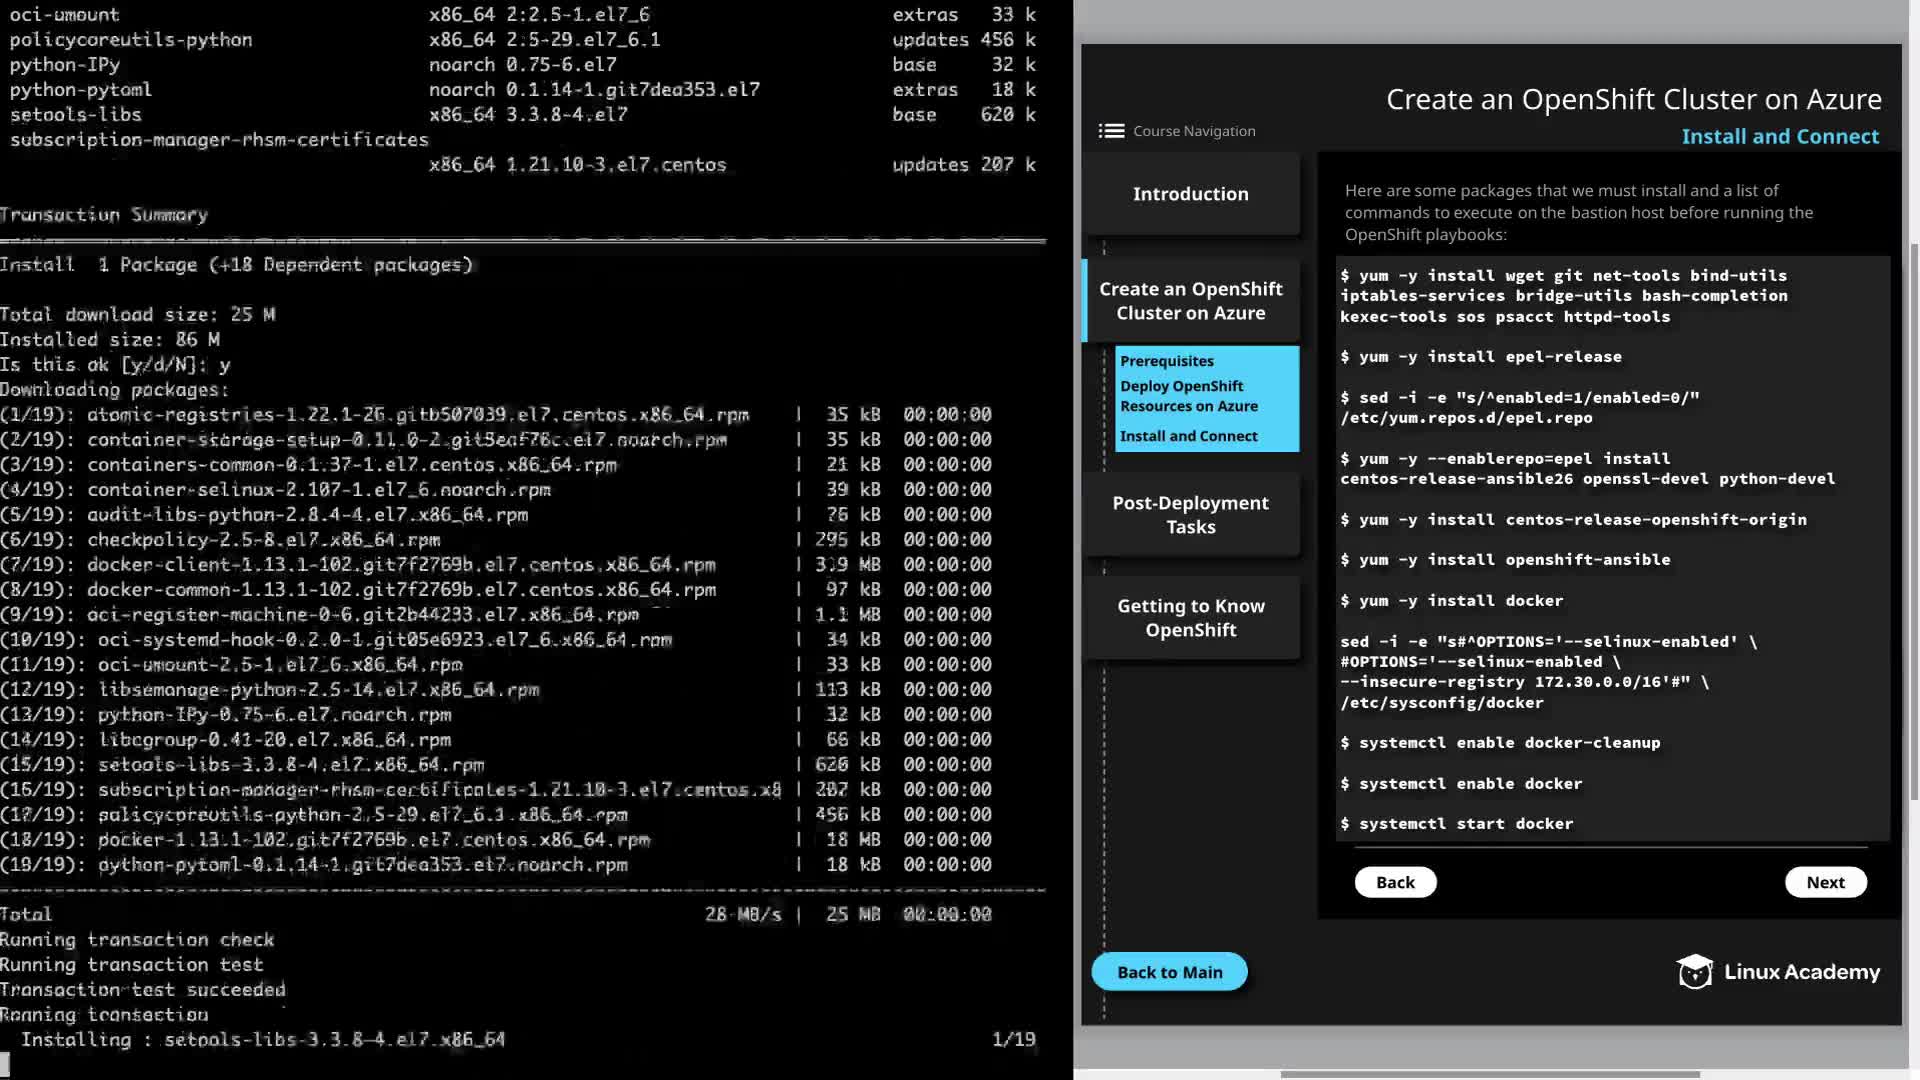 oci-umount x86_64 2:2.5-1.el7_6 extras 33 k
policycoreutils-python x86_64 2.5-29.el7_6.1 updates 456 k
python-IPy noarch 0.75-6.el7 base 32 k
python-pytoml noarch 0.1.14-1.git7dea353.el7 extras 18 k
setools-libs x86_64 3.3.8-4.el7 base 620 k
subscription-manager-rhsm-certificates
x86_64 1.21.10-3.el7.centos updates 207 k
Transaction Summary
Install 1 Package (+18 Dependent packages)
Total download size: 25 M
Installed size: 86 M
Is this ok [y/d/N]: y
Downloading packages:
(1/19): atomic-registries-1.22.1-26.gitb507039.el7.centos.x86_64.rpm | 35 kB 00:00:00
(2/19): container-storage-setup-0.11.0-2.git5eaf76c.el7.noarch.rpm | 35 kB 00:00:00
(3/19): containers-common-0.1.37-1.el7.centos.x86_64.rpm | 21 kB 00:00:00
(4/19): container-selinux-2.107-1.el7_6.noarch.rpm | 39 kB 00:00:00
(5/19): audit-libs-python-2.8.4-4.el7.x86_64.rpm | 76 kB 00:00:00
(6/19): checkpolicy-2.5-8.el7.x86_64.rpm | 295 kB 00:00:00
(7/19): docker-client-1.13.1-102.git7f2769b.el7.centos.x86_64.rpm | 3.9 MB 00:00:00
(8/19): docker-common-1.13.1-102.git7f2769b.el7.centos.x86_64.rpm | 97 kB 00:00:00
(9/19): oci-register-machine-0-6.git2b44233.el7.x86_64.rpm | 1.1 MB 00:00:00
(10/19): oci-systemd-hook-0.2.0-1.git05e6923.el7_6.x86_64.rpm | 34 kB 00:00:00
(11/19): oci-umount-2.5-1.el7_6.x86_64.rpm | 33 kB 00:00:00
(12/19): libsemanage-python-2.5-14.el7.x86_64.rpm | 113 kB 00:00:00
(13/19): python-IPy-0.75-6.el7.noarch.rpm | 32 kB 00:00:00
(14/19): libcgroup-0.41-20.el7.x86_64.rpm | 66 kB 00:00:00
(15/19): setools-libs-3.3.8-4.el7.x86_64.rpm | 620 kB 00:00:00
(16/19): subscription-manager-rhsm-certificates-1.21.10-3.el7.centos.x8 | 207 kB 00:00:00
(17/19): policycoreutils-python-2.5-29.el7_6.1.x86_64.rpm | 456 kB 00:00:00
(18/19): docker-1.13.1-102.git7f2769b.el7.centos.x86_64.rpm | 18 MB 00:00:00
(19/19): python-pytoml-0.1.14-1.git7dea353.el7.noarch.rpm | 18 kB 00:00:00
Total 28 MB/s | 25 MB 00:00:00
Running transaction check
Running transaction test
Transaction test succeeded
Running transaction
Installing : setools-libs-3.3.8-4.el7.x86_64 1/19
Create an OpenShift Cluster on Azure
Install and Connect
Course Navigation
Introduction
Create an OpenShift
Cluster on Azure
Prerequisites
Deploy OpenShift
Resources on Azure
Install and Connect
Post-Deployment
Tasks
Getting to Know
OpenShift
Back to Main
Here are some packages that we must install and a list of
commands to execute on the bastion host before running the
OpenShift playbooks:
$ yum -y install wget git net-tools bind-utils
iptables-services bridge-utils bash-completion
kexec-tools sos psacct httpd-tools
$ yum -y install epel-release
$ sed -i -e "s/^enabled=1/enabled=0/"
/etc/yum.repos.d/epel.repo
$ yum -y --enablerepo=epel install
centos-release-ansible26 openssl-devel python-devel
$ yum -y install centos-release-openshift-origin
$ yum -y install openshift-ansible
$ yum -y install docker
sed -i -e "s#^OPTIONS='--selinux-enabled' \
#OPTIONS='--selinux-enabled \
--insecure-registry 172.30.0.0/16'#" \
/etc/sysconfig/docker
$ systemctl enable docker-cleanup
$ systemctl enable docker
$ systemctl start docker
Back
Next
Linux Academy